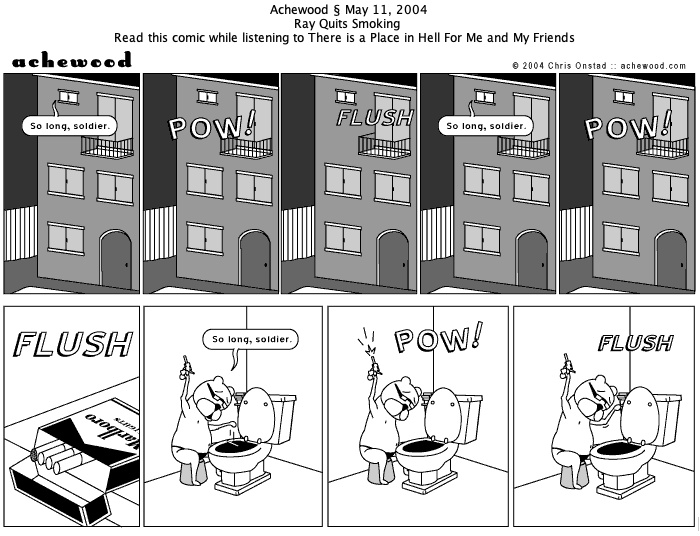 Achewood § May 11, 2004
Ray Quits Smoking
Read this comic while listening to There is a Place in Hell For Me and My Friends
achewood
© 2004 Chris Onstad :: achewood.com
So long, soldier.
POW!
FLUSH
So long, soldier.
POW!
FLUSH
Marlboro
So long, soldier.
POW!
FLUSH